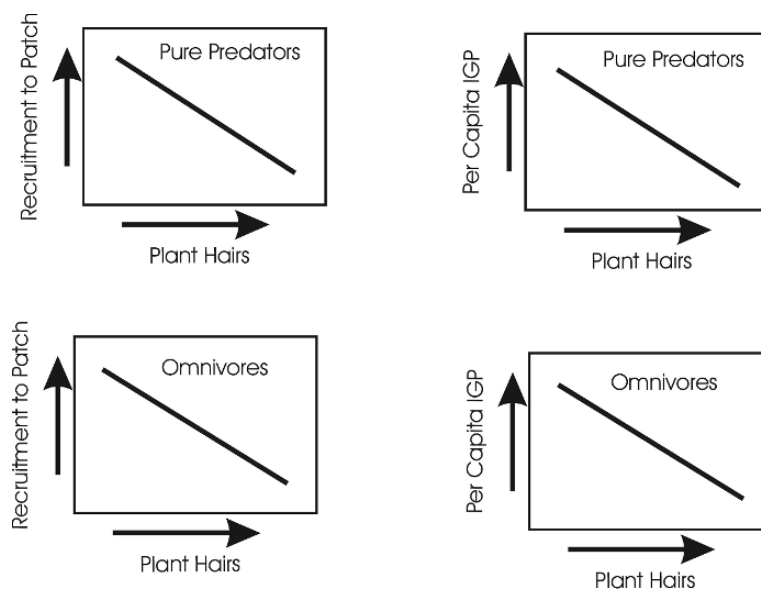 Pure Predators
Recruitment to Patch
Plant Hairs
Pure Predators
Per Capita IGP
Plant Hairs
Omnivores
Recruitment to Patch
Plant Hairs
Omnivores
Per Capita IGP
Plant Hairs